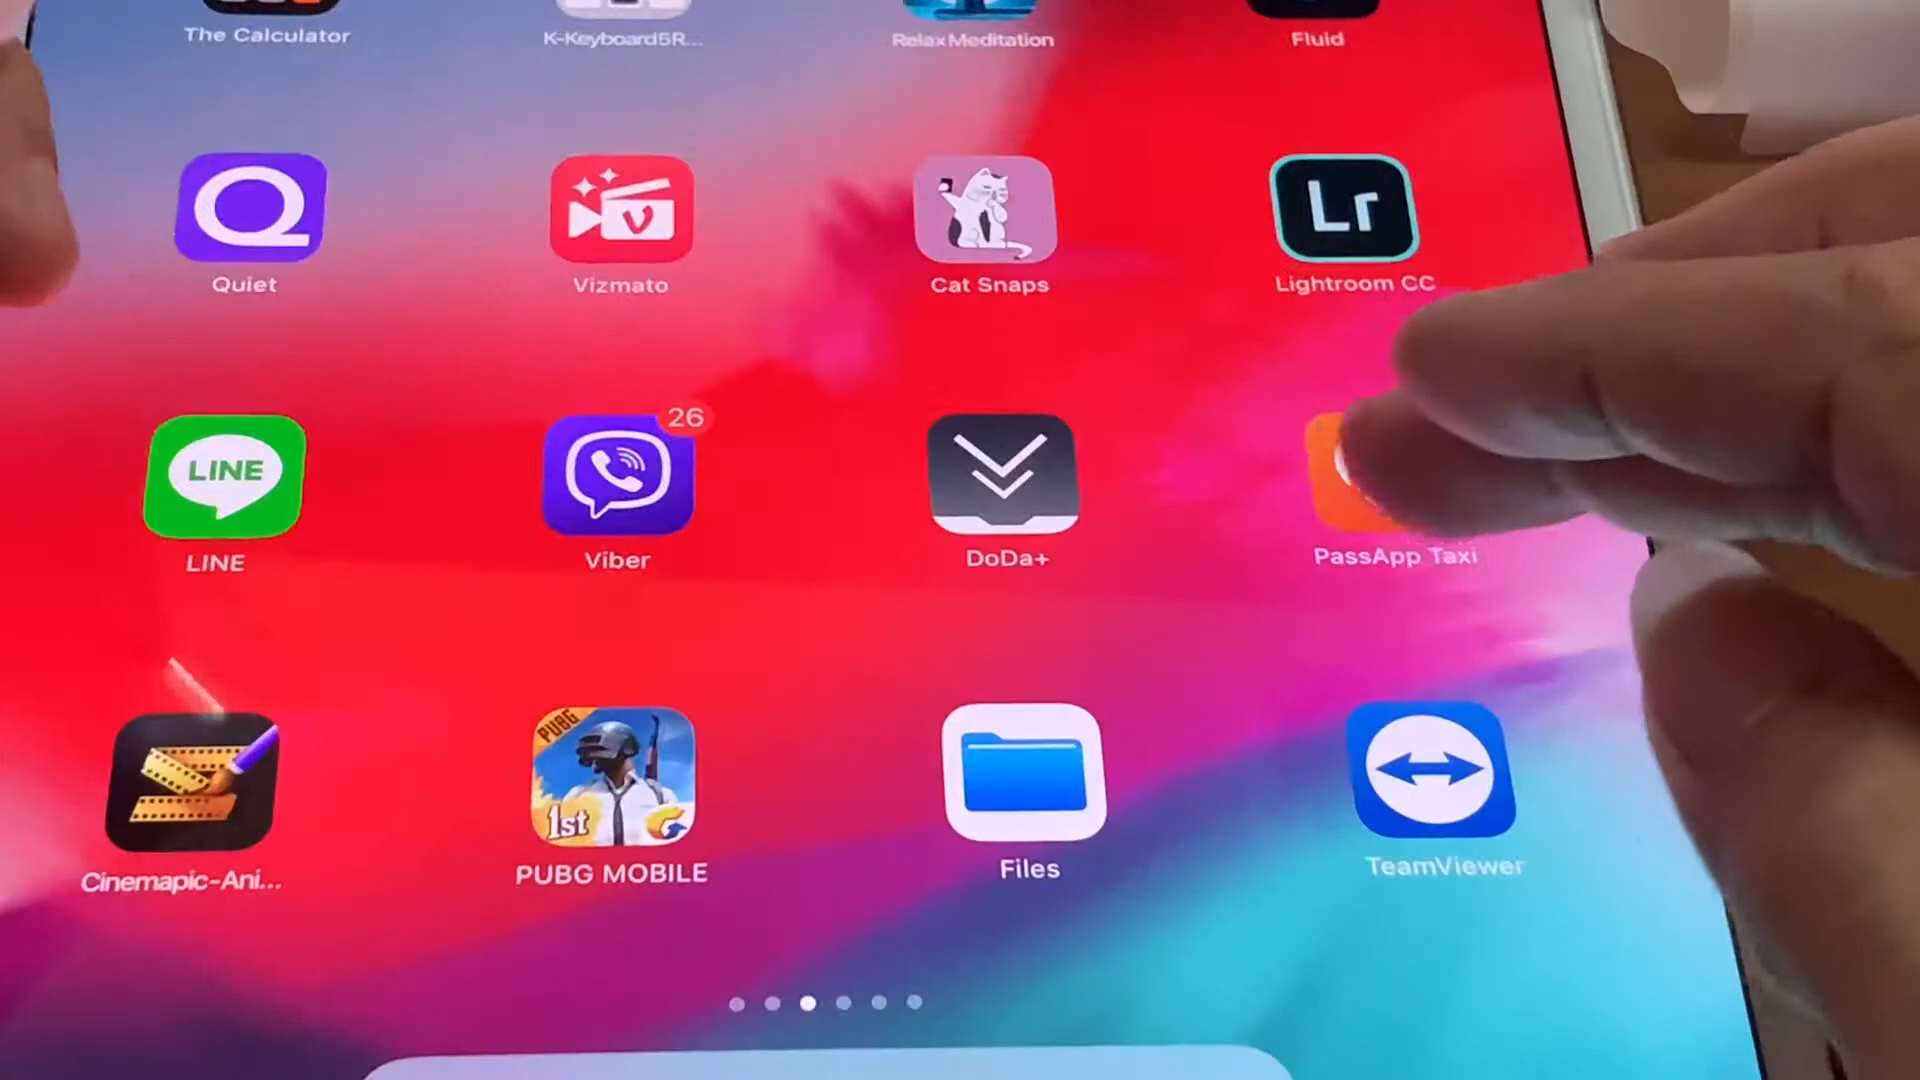 The Calculator
K-Keyboard5R...
Relax Meditation
Fluid
Quiet
Vizmato
Cat Snaps
Lr
Lightroom CC
LINE
LINE
26
Viber
DoDa+
PassApp Taxi
Cinemapic-Ani...
PUBG
1st
PUBG MOBILE
Files
TeamViewer